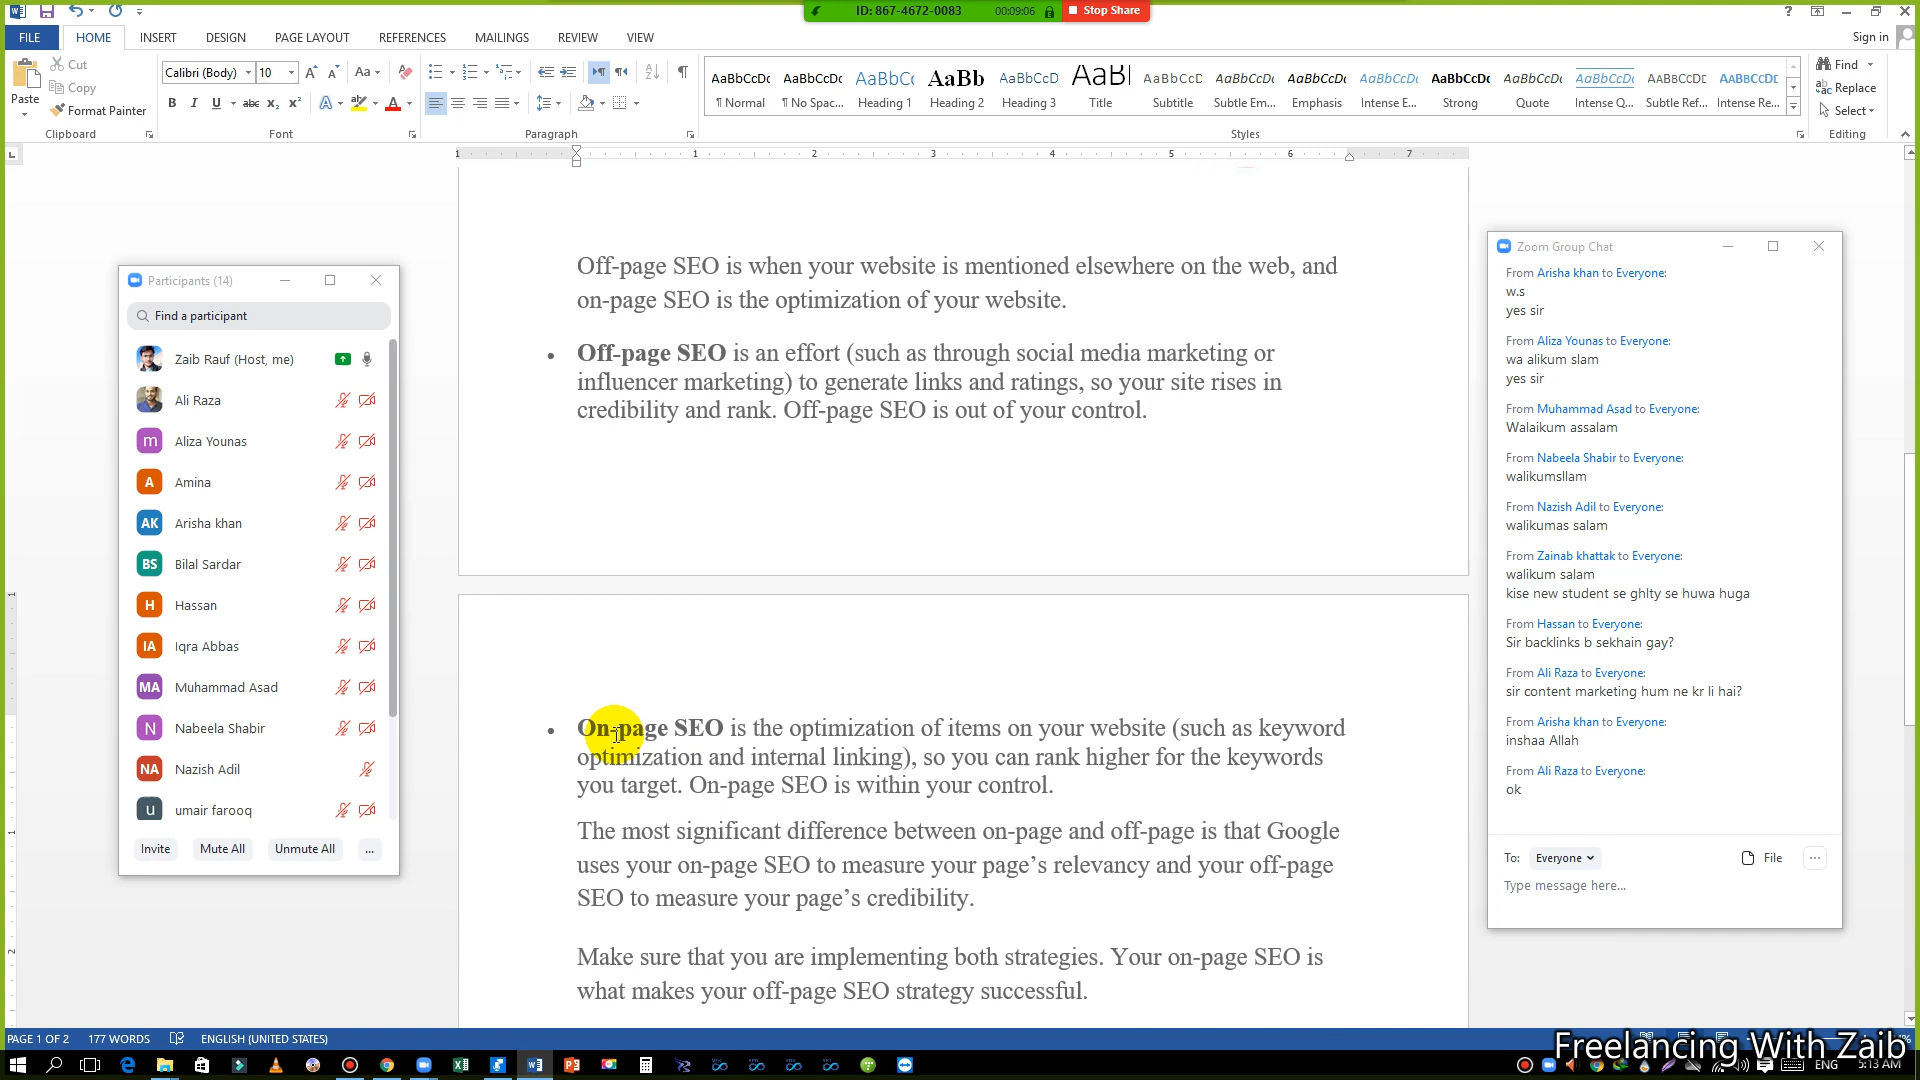 ID: 867-4672-0083 00:09:06 Stop Share
FILE HOME INSERT DESIGN PAGE LAYOUT REFERENCES MAILINGS REVIEW VIEW Sign in
Paste Cut Copy Format Painter Clipboard
Calibri (Body) 10 Font
Paragraph
AaBbCcDc AaBbCcDc AaBbCc AaBb AaBbCcD AaBl AaBbCcD AaBbCcDc AaBbCcDc AaBbCcDc AaBbCcDc AaBbCcDc AaBbCcDc AABBCCDC AABBCCDC
¶ Normal ¶ No Spac... Heading 1 Heading 2 Heading 3 Title Subtitle Subtle Em... Emphasis Intense E... Strong Quote Intense Q... Subtle Ref... Intense Re...
Styles
Find
Replace
Select
Editing
1 1 2 3 4 5 6 7
Participants (14)
Find a participant
Zaib Rauf (Host, me)
Ali Raza
m Aliza Younas
A Amina
AK Arisha khan
BS Bilal Sardar
H Hassan
IA Iqra Abbas
MA Muhammad Asad
N Nabeela Shabir
NA Nazish Adil
u umair farooq
Invite Mute All Unmute All ...
Off-page SEO is when your website is mentioned elsewhere on the web, and
on-page SEO is the optimization of your website.
• Off-page SEO is an effort (such as through social media marketing or
influencer marketing) to generate links and ratings, so your site rises in
credibility and rank. Off-page SEO is out of your control.
• On-page SEO is the optimization of items on your website (such as keyword
optimization and internal linking), so you can rank higher for the keywords
you target. On-page SEO is within your control.
The most significant difference between on-page and off-page is that Google
uses your on-page SEO to measure your page’s relevancy and your off-page
SEO to measure your page’s credibility.
Make sure that you are implementing both strategies. Your on-page SEO is
what makes your off-page SEO strategy successful.
Zoom Group Chat
From Arisha khan to Everyone:
w.s
yes sir
From Aliza Younas to Everyone:
wa alikum slam
yes sir
From Muhammad Asad to Everyone:
Walaikum assalam
From Nabeela Shabir to Everyone:
walikumsllam
From Nazish Adil to Everyone:
walikumas salam
From Zainab khattak to Everyone:
walikum salam
kise new student se ghlty se huwa huga
From Hassan to Everyone:
Sir backlinks b sekhain gay?
From Ali Raza to Everyone:
sir content marketing hum ne kr li hai?
From Arisha khan to Everyone:
inshaa Allah
From Ali Raza to Everyone:
ok
To: Everyone File ...
Type message here...
PAGE 1 OF 2 177 WORDS ENGLISH (UNITED STATES)
Freelancing With Zaib
ENG 5:13 AM